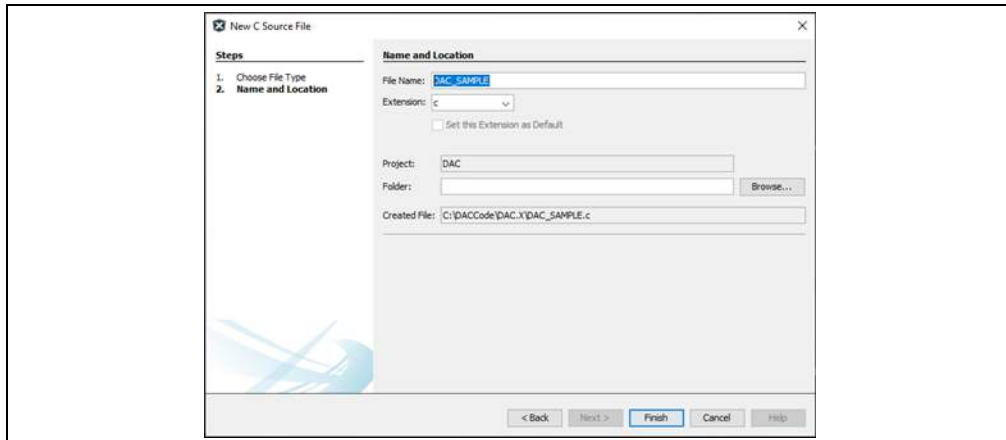 New C Source File
Steps
1. Choose File Type
2. Name and Location
Name and Location
File Name: DAC_SAMPLE
Extension: c
Set this Extension as Default
Project: DAC
Folder:
Browse...
Created File: C:\DACCode\DAC.X\DAC_SAMPLE.c
< Back Next > Finish Cancel Help